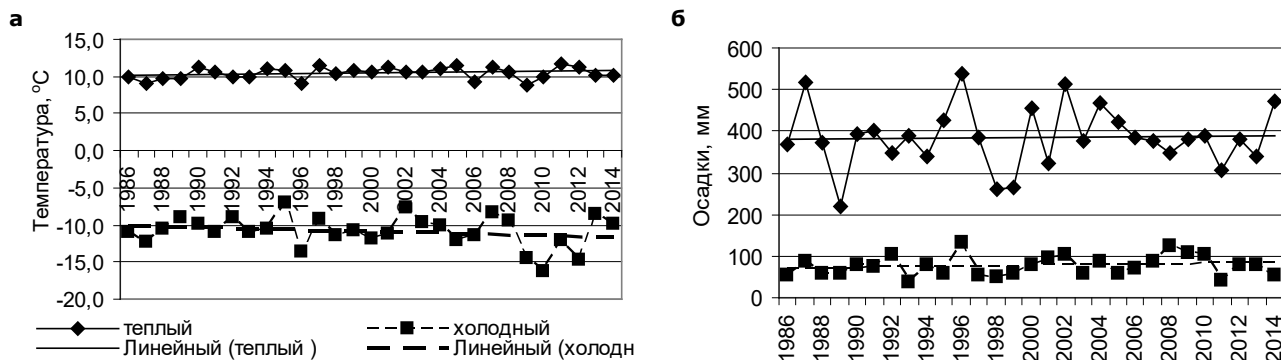 а
15,0
10,0
5,0
0,0
-5,0
-10,0
-15,0
-20,0
Температура, °С
1986 1988 1990 1992 1994 1996 1998 2000 2002 2004 2006 2008 2010 2012 2014
теплый
холодный
Линейный (теплый )
Линейный (холодн
б
600
500
400
300
200
100
0
Осадки, мм
1986 1988 1990 1992 1994 1996 1998 2000 2002 2004 2006 2008 2010 2012 2014